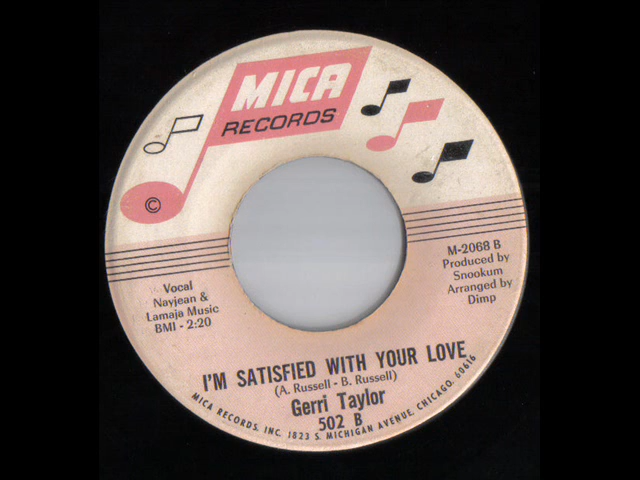 MICA
RECORDS
©
M-2068 B
Produced by
Snookum
Arranged by
Dimp
Vocal
Nayjean &
Lamaja Music
BMI - 2:20
I'M SATISFIED WITH YOUR LOVE
(A. Russell - B. Russell)
Gerri Taylor
502 B
MICA RECORDS, INC. 1823 S. MICHIGAN AVENUE, CHICAGO, 60616